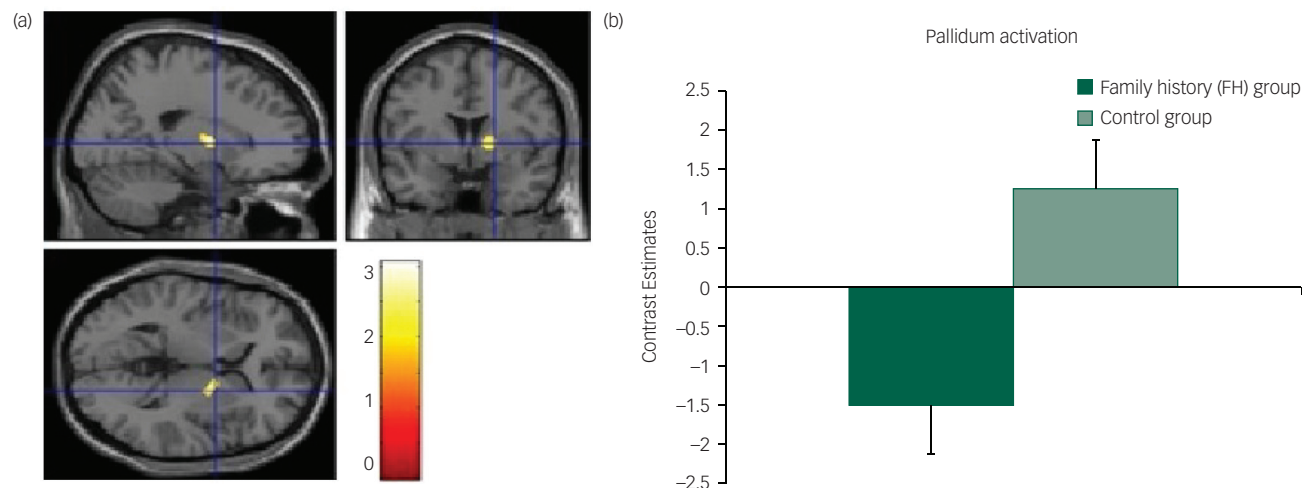 (a)
3
2
1
0
(b)
Pallidum activation
Family history (FH) group
Control group
Contrast Estimates
2.5
2
1.5
1
0.5
0
–0.5
–1
–1.5
–2
–2.5